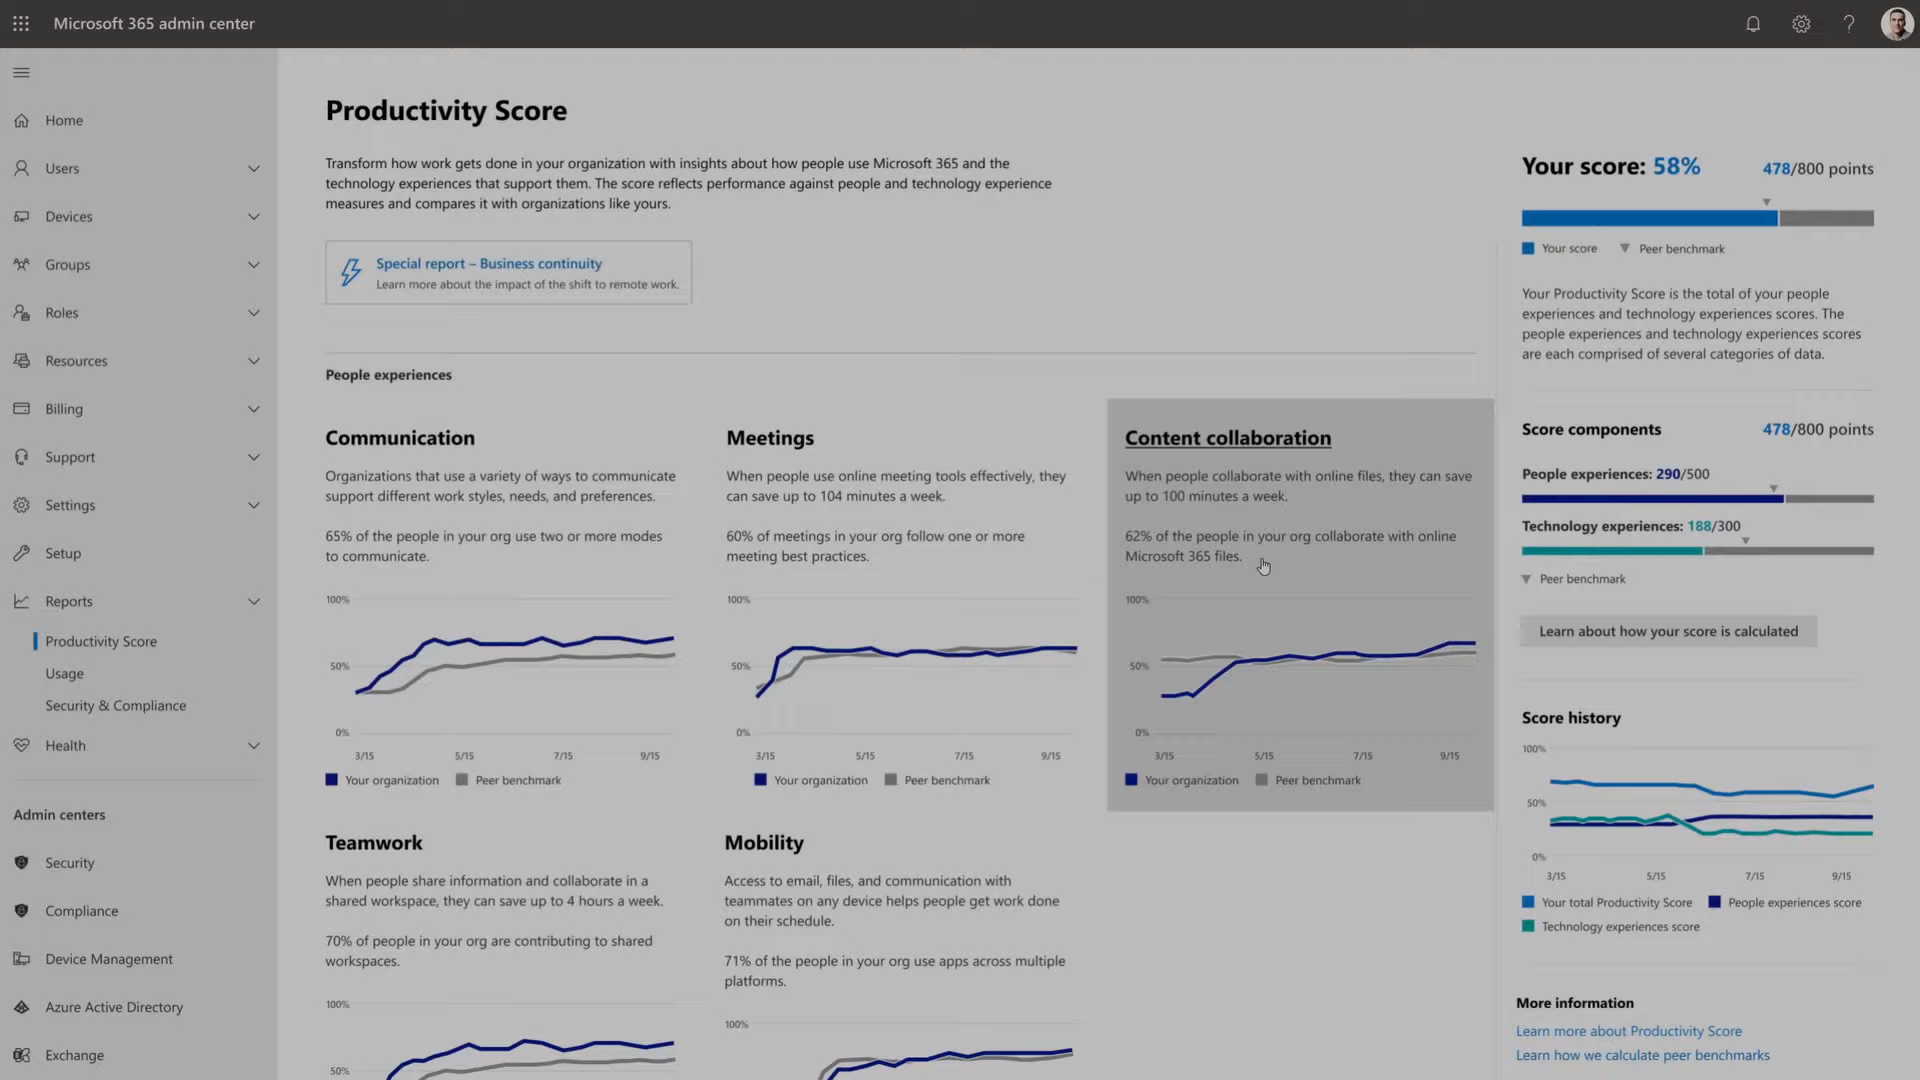 Microsoft 365 admin center
?
Home
Users
Devices
Groups
Roles
Resources
Billing
Support
Settings
Setup
Reports
Productivity Score
Usage
Security & Compliance
Health
Admin centers
Security
Compliance
Device Management
Azure Active Directory
Exchange
Productivity Score
Transform how work gets done in your organization with insights about how people use Microsoft 365 and the
technology experiences that support them. The score reflects performance against people and technology experience
measures and compares it with organizations like yours.
Special report – Business continuity
Learn more about the impact of the shift to remote work.
People experiences
Communication
Organizations that use a variety of ways to communicate
support different work styles, needs, and preferences.
65% of the people in your org use two or more modes
to communicate.
100%
50%
0%
3/15 5/15 7/15 9/15
Your organization Peer benchmark
Meetings
When people use online meeting tools effectively, they
can save up to 104 minutes a week.
60% of meetings in your org follow one or more
meeting best practices.
100%
50%
0%
3/15 5/15 7/15 9/15
Your organization Peer benchmark
Content collaboration
When people collaborate with online files, they can save
up to 100 minutes a week.
62% of the people in your org collaborate with online
Microsoft 365 files.
100%
50%
0%
3/15 5/15 7/15 9/15
Your organization Peer benchmark
Teamwork
When people share information and collaborate in a
shared workspace, they can save up to 4 hours a week.
70% of people in your org are contributing to shared
workspaces.
100%
50%
Mobility
Access to email, files, and communication with
teammates on any device helps people get work done
on their schedule.
71% of the people in your org use apps across multiple
platforms.
100%
Your score: 58% 478/800 points
Your score Peer benchmark
Your Productivity Score is the total of your people
experiences and technology experiences scores. The
people experiences and technology experiences scores
are each comprised of several categories of data.
Score components 478/800 points
People experiences: 290/500
Technology experiences: 188/300
Peer benchmark
Learn about how your score is calculated
Score history
100%
50%
0%
3/15 5/15 7/15 9/15
Your total Productivity Score People experiences score
Technology experiences score
More information
Learn more about Productivity Score
Learn how we calculate peer benchmarks